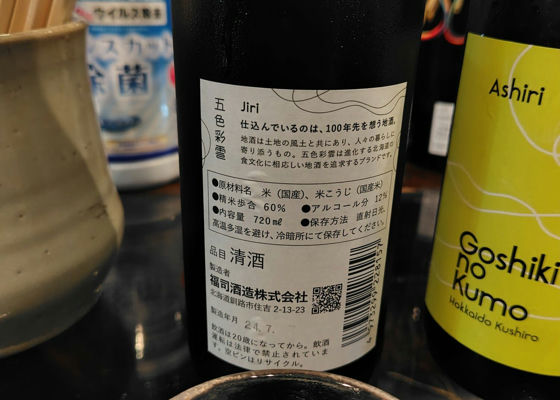 ウイルス除去
除菌
五色彩雲
Jiri
仕込んでいるのは、100年先を想う地酒。
地酒は土地の風土と共にあり、人々の暮らしに
寄り添うもの。五色彩雲は進化する北海道の
食文化に相応しい地酒を追求するブランドです。
●原材料名 米(国産)、米こうじ(国産米)
●精米歩合 60% ●アルコール分 12%
●内容量 720ml ●保存方法 直射日光、
高温多湿を避け、冷暗所にて保存してください。
品目 清酒
製造者
福司酒造株式会社
北海道釧路市住吉 2-13-23
製造年月 24.7.
飲酒は20歳になってから。飲酒
運転は法律で禁止されていま
す。空ビンはリサイクル。
Ashiri
Goshiki
no
Kumo
Hokkaido Kushiro